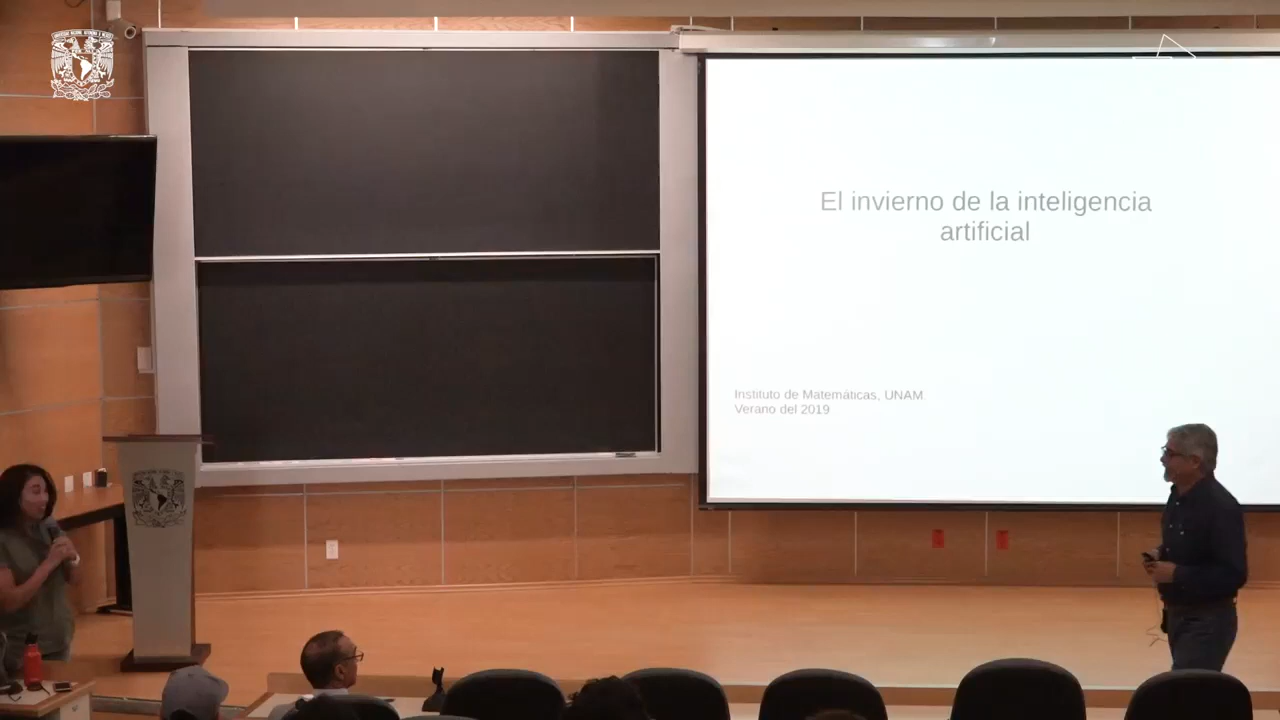 El invierno de la inteligencia
artificial
Instituto de Matemáticas, UNAM
Verano del 2019